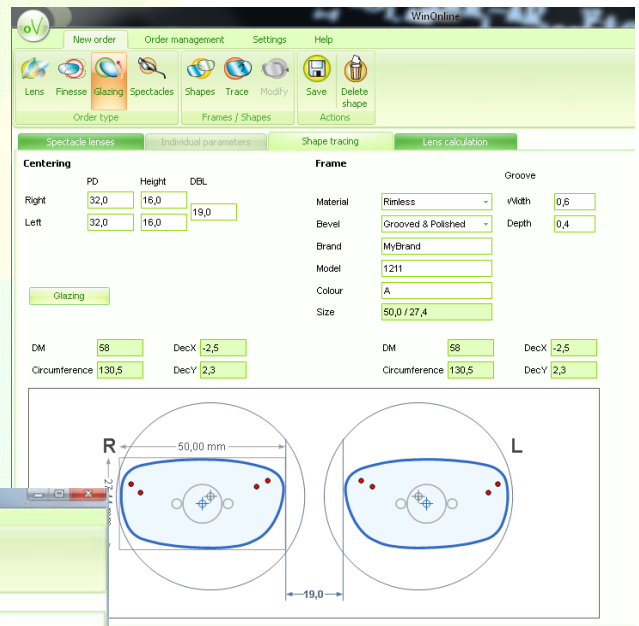 WinOnline
oV
New order Order management Settings Help
Lens Finesse Glazing Spectacles Shapes Trace Modify Save Delete shape
Order type Frames / Shapes Actions
Spectacle lenses Individual parameters Shape tracing Lens calculation
Centering Frame
PD Height DBL Groove
Right 32,0 16,0 Material Rimless Width 0,6
19,0
Left 32,0 16,0 Bevel Grooved & Polished Depth 0,4
Brand MyBrand
Model 1211
Glazing Colour A
Size 50,0 / 27,4
DM 58 DecX -2,5 DM 58 DecX -2,5
Circumference 130,5 DecY 2,3 Circumference 130,5 DecY 2,3
R 50,00 mm L
mm
19,0